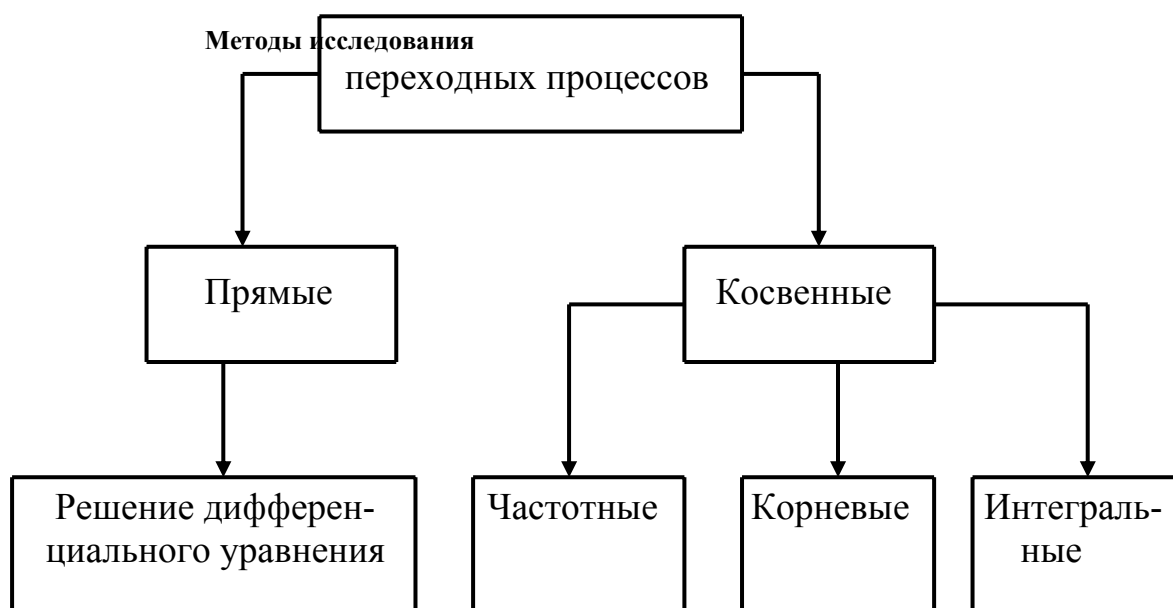 Методы исследования
переходных процессов
Прямые
Косвенные
Решение дифферен-
циального уравнения
Частотные
Корневые
Интеграль-
ные